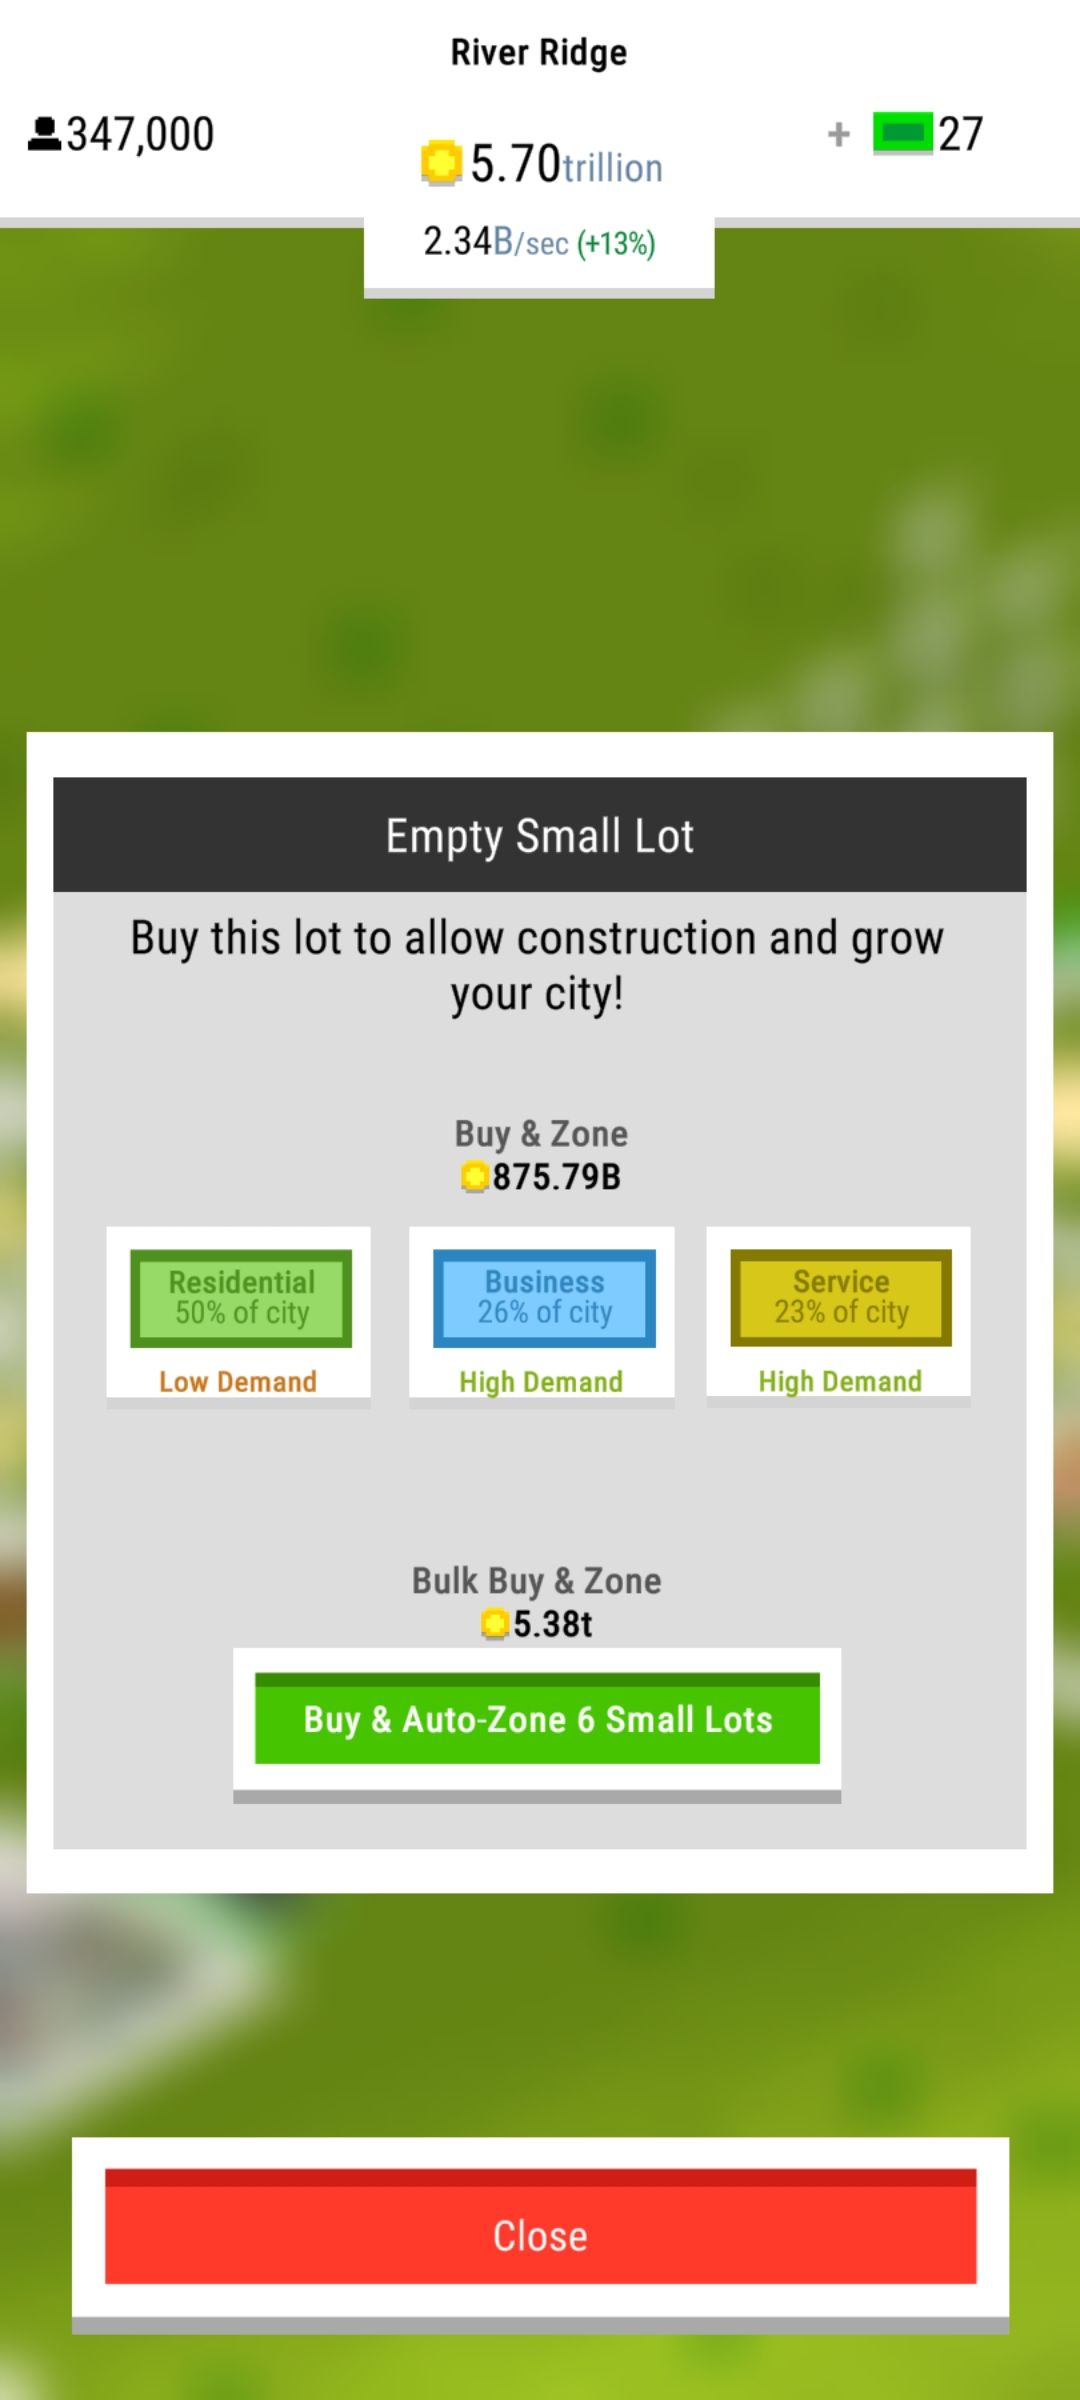 River Ridge
347,000
5.70trillion
+ 27
2.34B/sec (+13%)
Empty Small Lot
Buy this lot to allow construction and grow
your city!
Buy & Zone
875.79B
Residential
50% of city
Low Demand
Business
26% of city
High Demand
Service
23% of city
High Demand
Bulk Buy & Zone
5.38t
Buy & Auto-Zone 6 Small Lots
Close